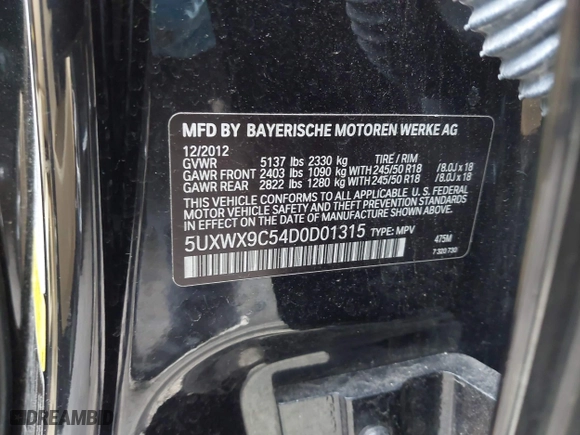 MFD BY BAYERISCHE MOTOREN WERKE AG
12/2012
GVWR 5137 lbs 2330 kg TIRE / RIM
GAWR FRONT 2403 lbs 1090 kg WITH 245/50 R18 /8.0J x 18
GAWR REAR 2822 lbs 1280 kg WITH 245/50 R18 /8.0J x 18
THIS VEHICLE CONFORMS TO ALL APPLICABLE U. S. FEDERAL
MOTOR VEHICLE SAFETY, BUMPER, AND THEFT PREVENTION STANDARDS
IN EFFECT ON THE DATE OF MANUFACTURE SHOWN ABOVE.
5UXWX9C54D0D01315 TYPE: MPV 475M
7 320 730
©DREAMBID